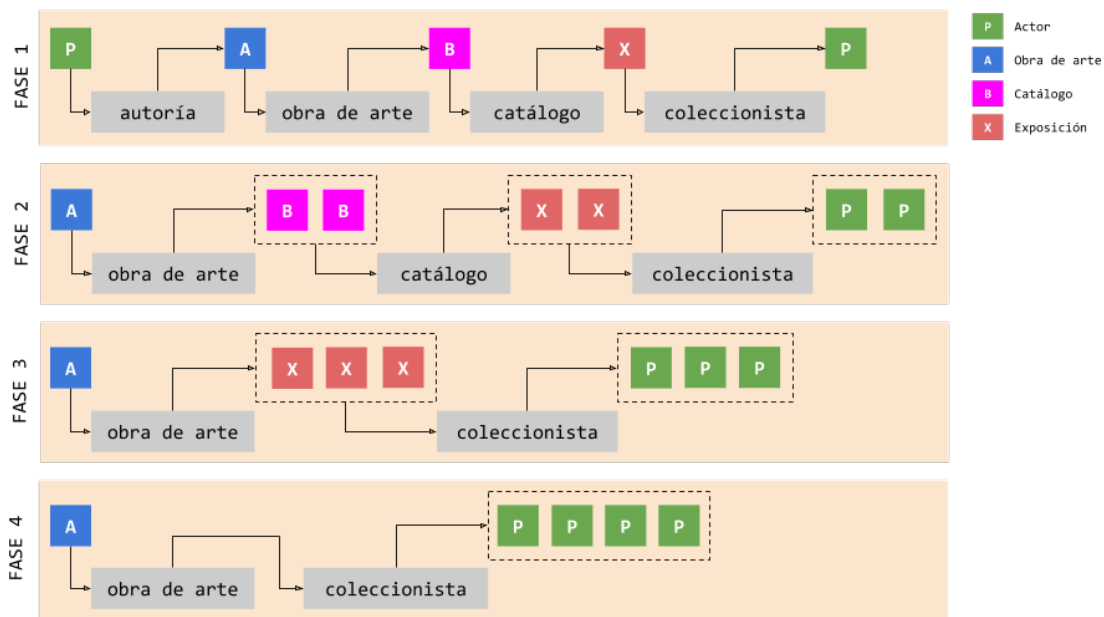 FASE 1
P A B X P
autoría obra de arte catálogo coleccionista
P Actor
A Obra de arte
B Catálogo
X Exposición
FASE 2
A B B X X P P
obra de arte catálogo coleccionista
FASE 3
A X X X P P P
obra de arte coleccionista
FASE 4
A P P P P
obra de arte coleccionista